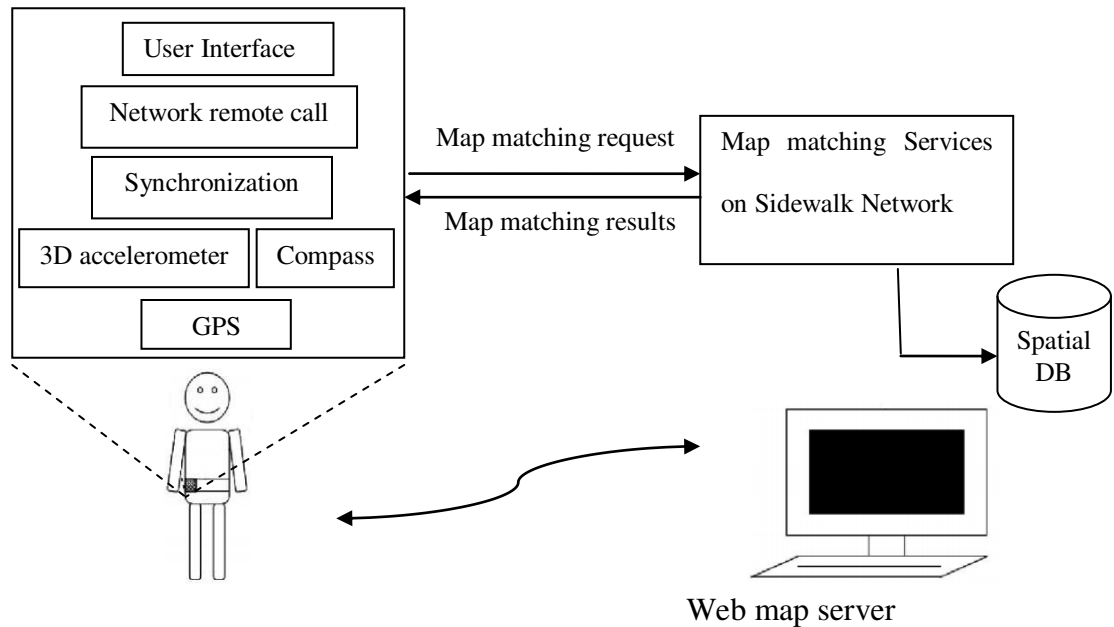 User Interface
Network remote call
Synchronization
3D accelerometer
Compass
GPS
Map matching request
Map matching results
Map matching Services
on Sidewalk Network
Spatial
DB
Web map server